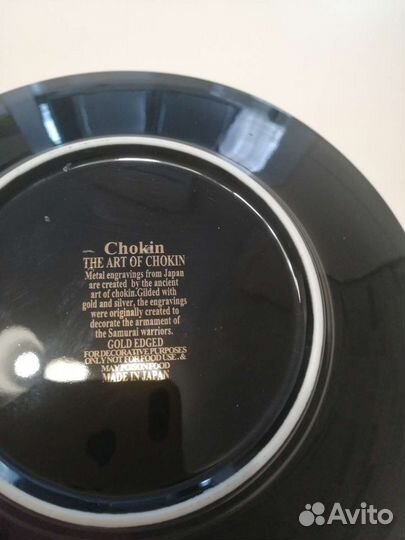 Chokin
THE ART OF CHOKIN
Metal engravings from Japan
are created by the ancient
art of chokin.Gilded with
gold and silver, the engravings
were originally created to
decorate the armament of
the Samurai warriors.
GOLD EDGED
FOR DECORATIVE PURPOSES
ONLY NOT FOR FOOD USE . &
MAY POISON FOOD
MADE IN JAPAN
Avito